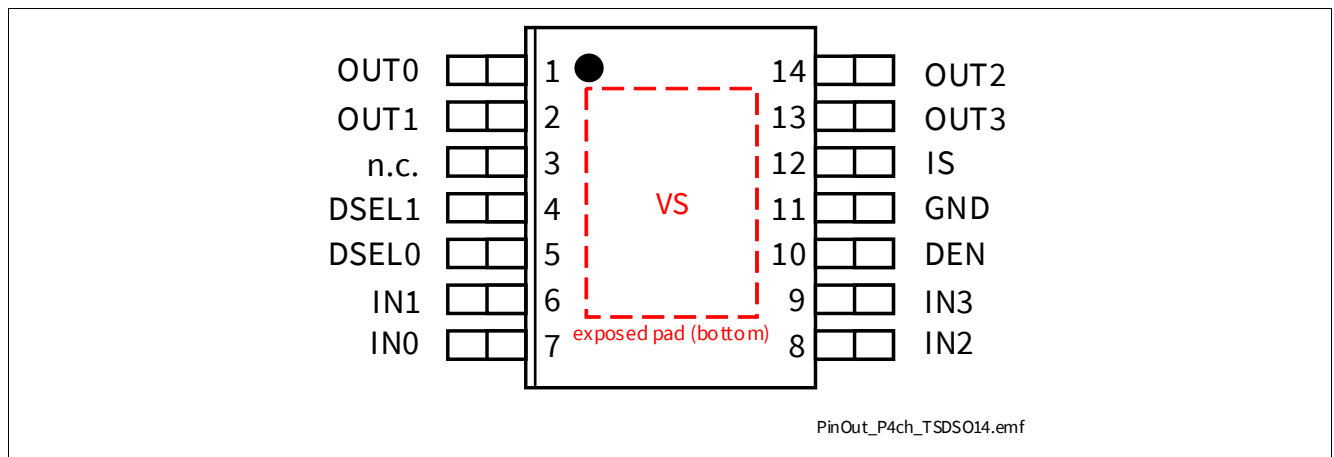 OUT0 1 14 OUT2
OUT1 2 13 OUT3
n.c. 3 12 IS
DSEL1 4 VS 11 GND
DSEL0 5 10 DEN
IN1 6 9 IN3
IN0 7 exposed pad (bottom) 8 IN2
PinOut_P4ch_TSDSO14.emf